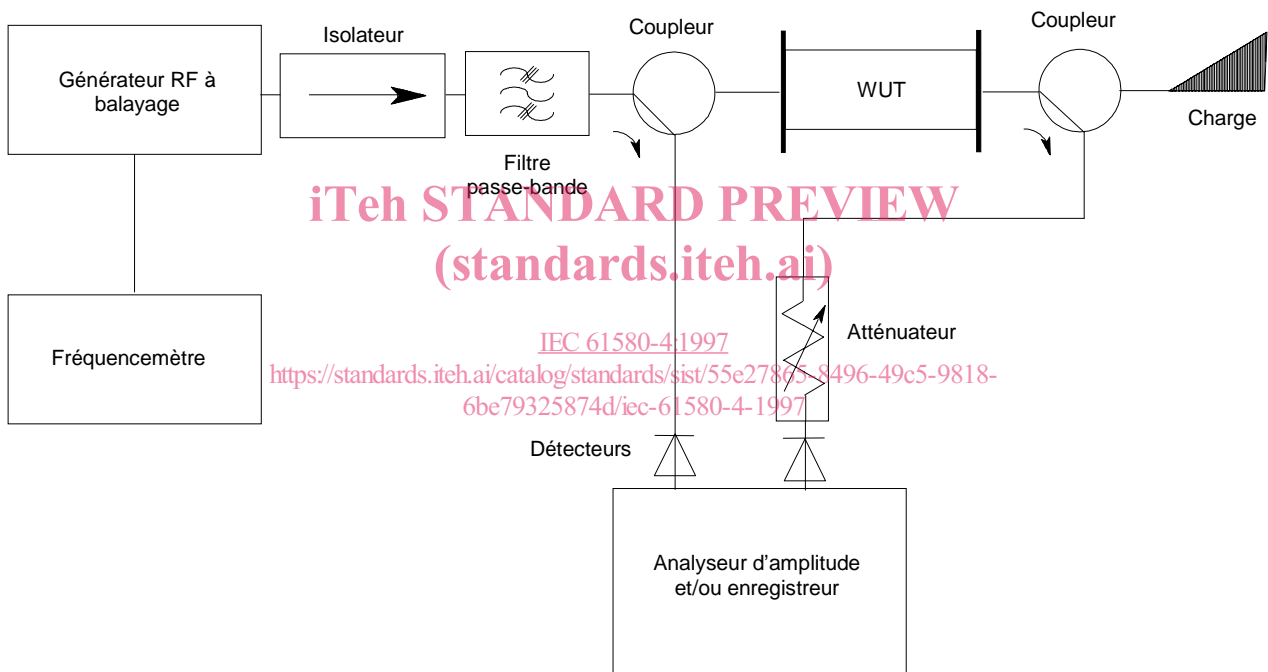 Générateur RF à
balayage
Isolateur
Filtre
passe-bande
Coupleur
WUT
Coupleur
Charge
iTeh STANDARD PREVIEW
(standards.iteh.ai)
Fréquencemètre
Atténuateur
IEC 61580-4:1997
https://standards.iteh.ai/catalog/standards/sist/55e27865-8496-49c5-9818-
6be79325874d/iec-61580-4-1997
Détecteurs
Analyseur d'amplitude
et/ou enregistreur